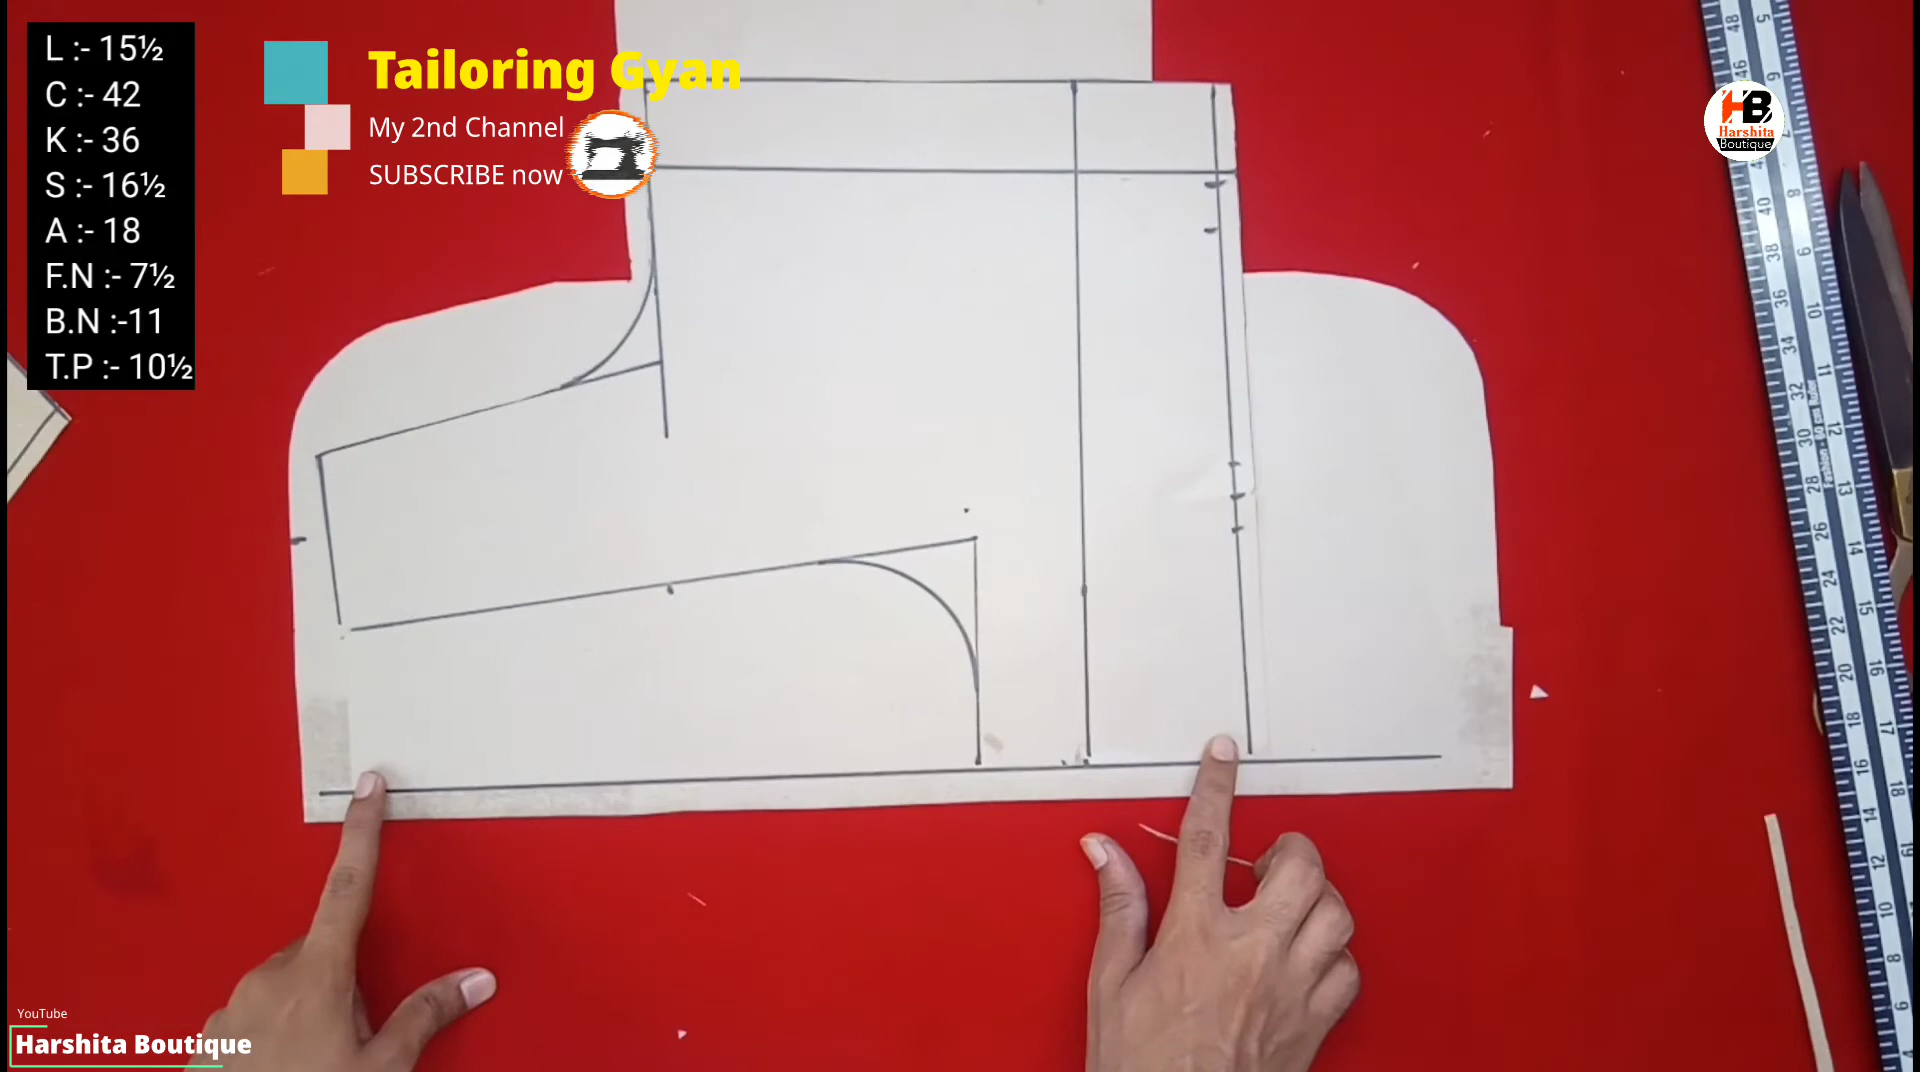 L :- 15½
C :- 42
K :- 36
S :- 16½
A :- 18
F.N :- 7½
B.N :-11
T.P :- 10½
Tailoring Gyan
My 2nd Channel
SUBSCRIBE now
HB
Harshita
Boutique
YouTube
Harshita Boutique